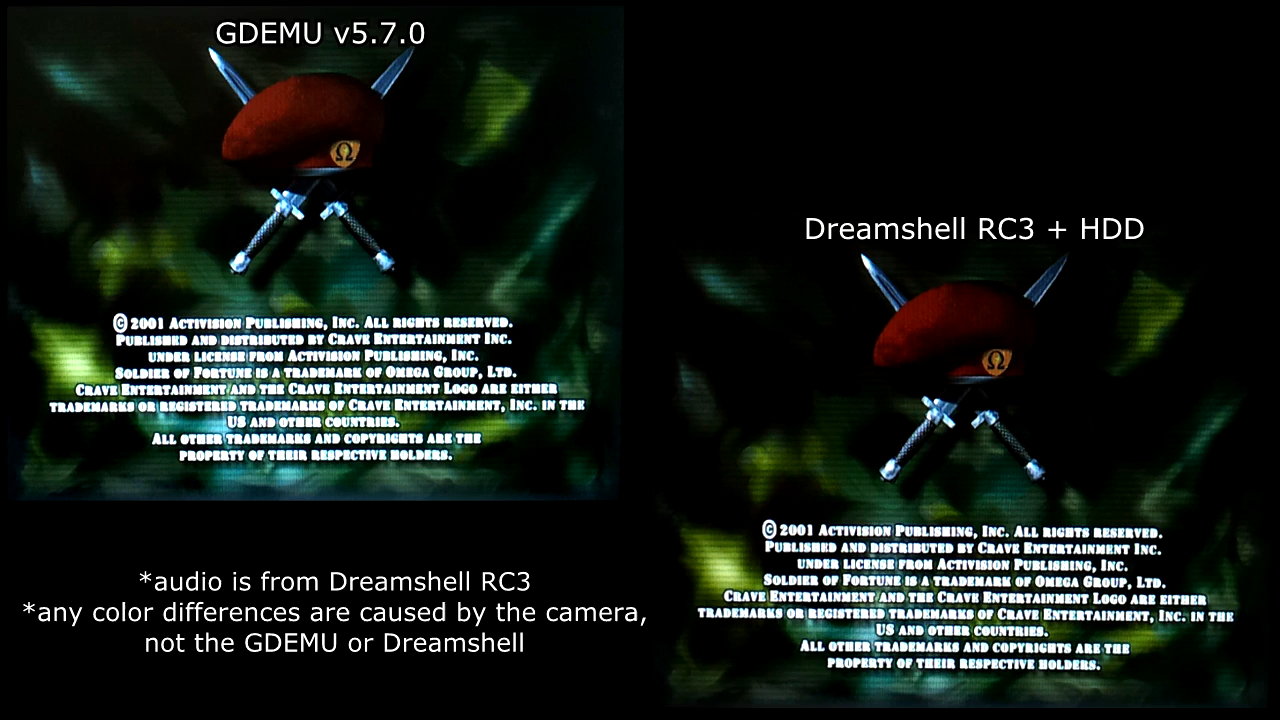 GDEMU v5.7.0
Ω
© 2001 Activision Publishing, Inc. All rights reserved.
Published and distributed by Crave Entertainment Inc.
under license from Activision Publishing, Inc.
Soldier of Fortune is a trademark of Omega Group, Ltd.
Crave Entertainment and the Crave Entertainment Logo are either
trademarks or registered trademarks of Crave Entertainment, Inc. in the
US and other countries.
All other trademarks and copyrights are the
property of their respective holders.
Dreamshell RC3 + HDD
Ω
© 2001 Activision Publishing, Inc. All rights reserved.
Published and distributed by Crave Entertainment Inc.
under license from Activision Publishing, Inc.
Soldier of Fortune is a trademark of Omega Group, Ltd.
Crave Entertainment and the Crave Entertainment Logo are either
trademarks or registered trademarks of Crave Entertainment, Inc. in the
US and other countries.
All other trademarks and copyrights are the
property of their respective holders.
*audio is from Dreamshell RC3
*any color differences are caused by the camera,
not the GDEMU or Dreamshell